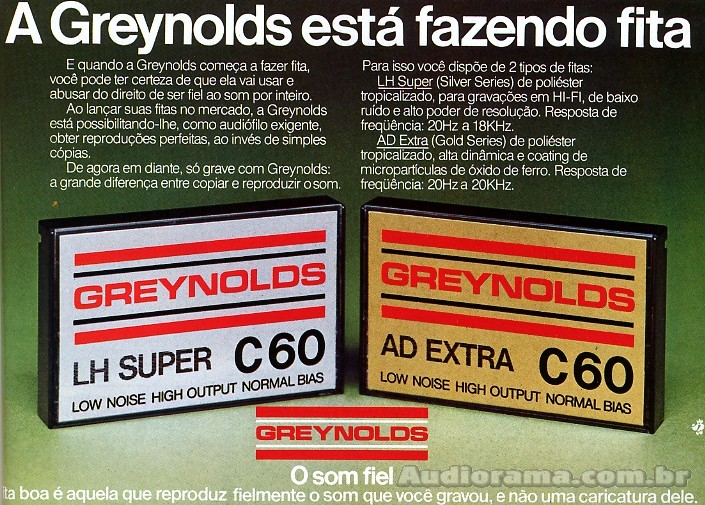 A Greynolds está fazendo fita
E quando a Greynolds começa a fazer fita,
você pode ter certeza de que ela vai usar e
abusar do direito de ser fiel ao som por inteiro.
Ao lançar suas fitas no mercado, a Greynolds
está possibilitando-lhe, como audiófilo exigente,
obter reproduções perfeitas, ao invés de simples
cópias.
De agora em diante, só grave com Greynolds:
a grande diferença entre copiar e reproduzir o som.
Para isso você dispõe de 2 tipos de fitas:
LH Super (Silver Series) de poliéster
tropicalizado, para gravações em HI-FI, de baixo
ruído e alto poder de resolução. Resposta de
freqüência: 20Hz a 18KHz.
AD Extra (Gold Series) de poliéster
tropicalizado, alta dinâmica e coating de
micropartículas de óxido de ferro. Resposta de
freqüência: 20Hz a 20KHz.
GREYNOLDS
LH SUPER C60
LOW NOISE HIGH OUTPUT NORMAL BIAS
GREYNOLDS
AD EXTRA C60
LOW NOISE HIGH OUTPUT NORMAL BIAS
GREYNOLDS
O som fiel
Audiorama.com.br
ita boa é aquela que reproduz fielmente o som que você gravou, e não uma caricatura dele.